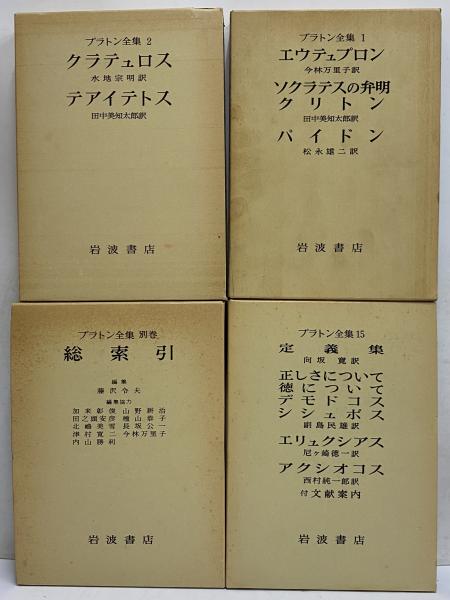 プラトン全集 2
クラテュロス
水地宗明訳
テアイテトス
田中美知太郎訳
岩波書店
プラトン全集 1
エウテュプロン
今林万里子訳
ソクラテスの弁明
クリトン
田中美知太郎訳
パイドン
松永雄二訳
岩波書店
プラトン全集 別巻
総索引
編集
藤沢令夫
編集協力
加来彰俊 山野耕治
田之頭安彦 檜山恭子
北嶋美雪 長坂公一
津村寛二 今林万里子
内山勝利
岩波書店
プラトン全集 15
定義集
向坂寛訳
正しさについて
徳について
デモドコス
シシュポス
副島民雄訳
エリュクシアス
尼ヶ崎徳一訳
アクシオコス
西村純一郎訳
付 文献案内
岩波書店